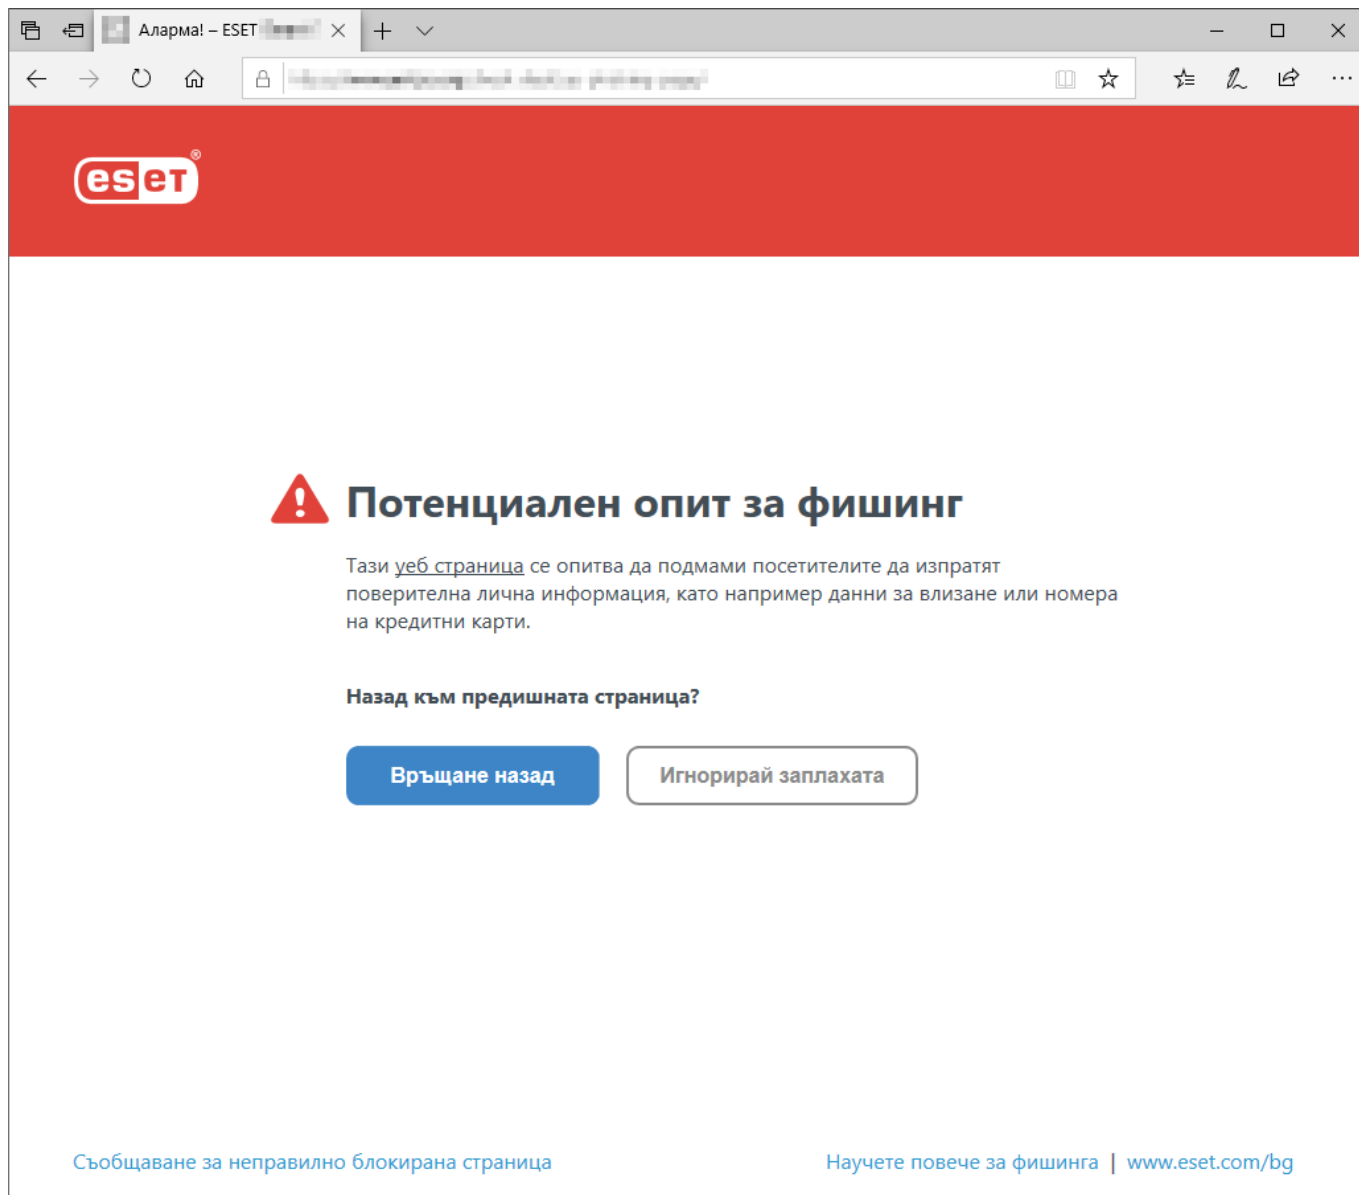 Аларма! – ESET
eseT®
Потенциален опит за фишинг
Тази уеб страница се опитва да подмами посетителите да изпратят
поверителна лична информация, като например данни за влизане или номера
на кредитни карти.
Назад към предишната страница?
Връщане назад Игнорирай заплахата
Съобщаване за неправилно блокирана страница Научете повече за фишинга | www.eset.com/bg